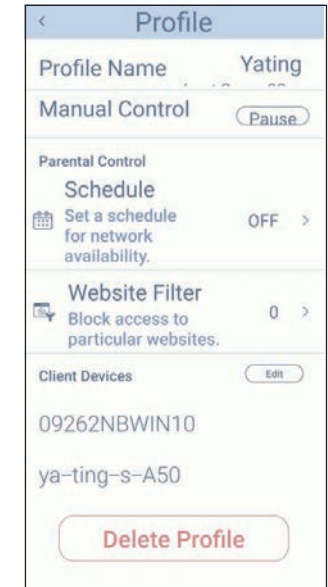 Profile
Profile Name Yating
Manual Control Pause
Parental Control
Schedule
Set a schedule
for network
availability.
OFF
Website Filter
Block access to
particular websites.
0
Client Devices Edit
09262NBWIN10
ya-ting-s-A50
Delete Profile